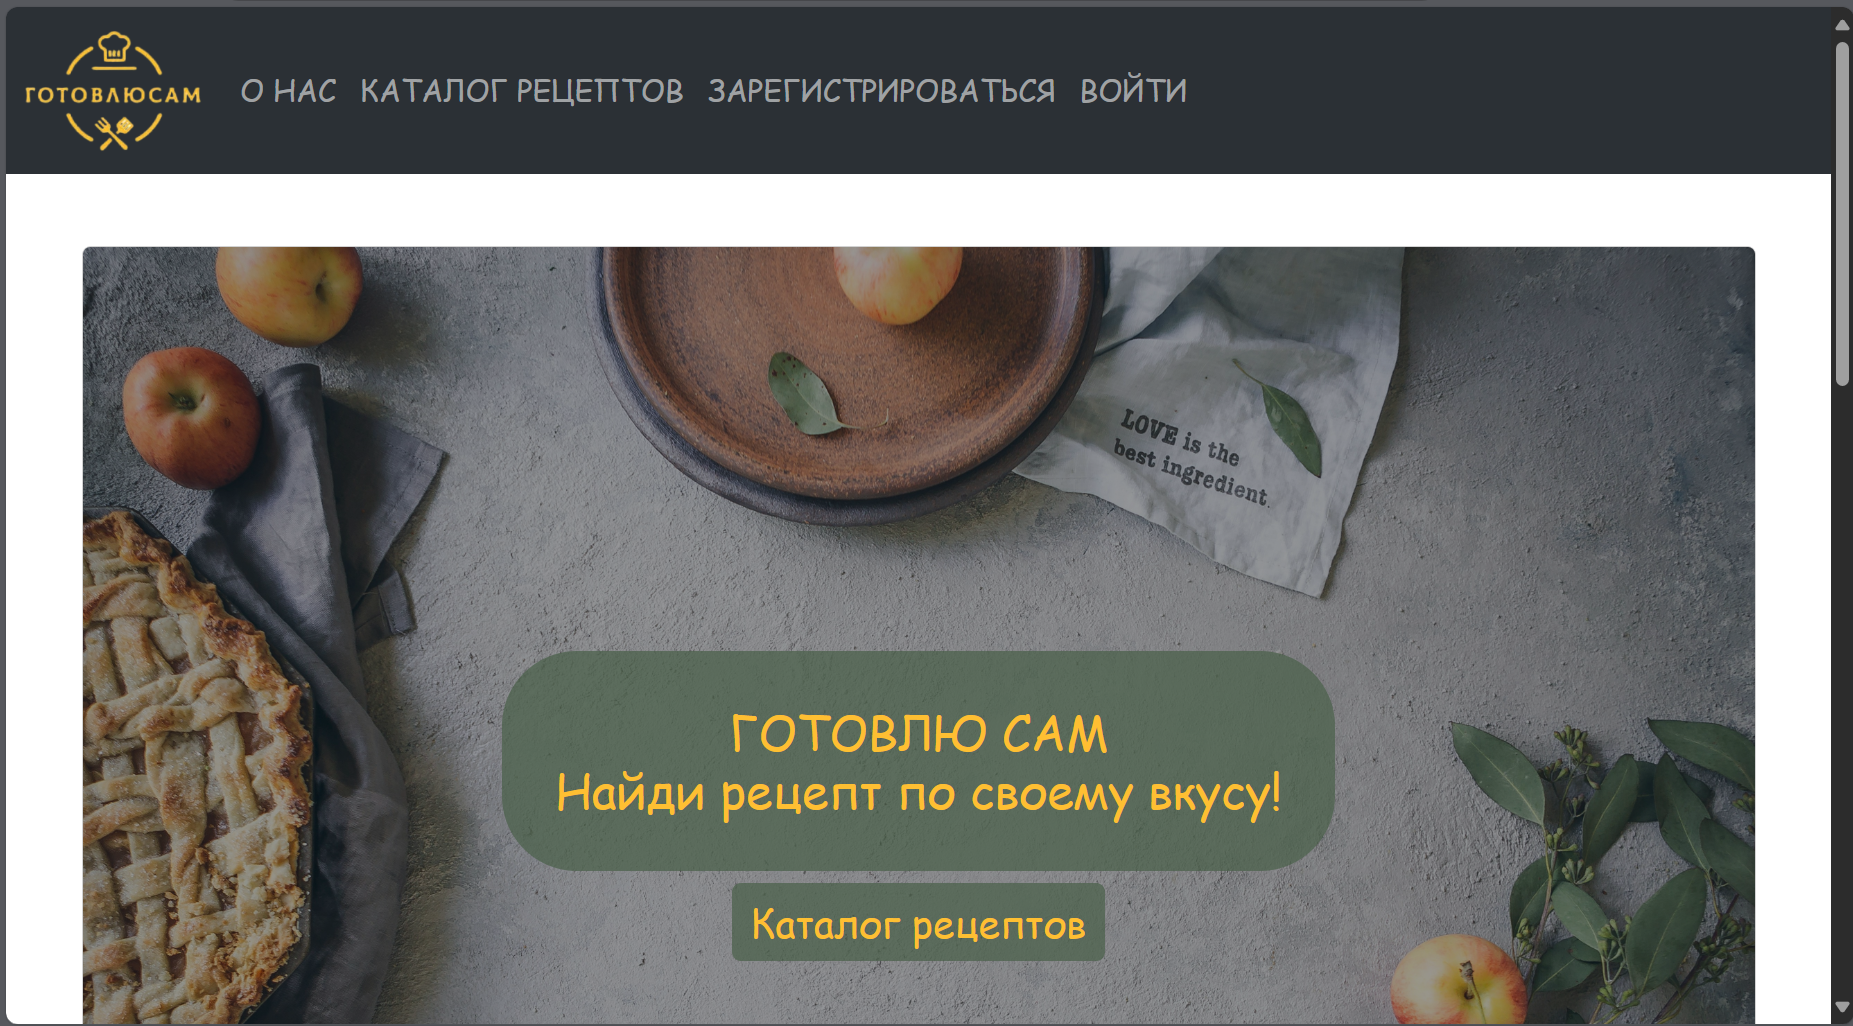 ГОТОВЛЮСАМ
О НАС КАТАЛОГ РЕЦЕПТОВ ЗАРЕГИСТРИРОВАТЬСЯ ВОЙТИ
LOVE is the
best ingredient.
ГОТОВЛЮ САМ
Найди рецепт по своему вкусу!
Каталог рецептов